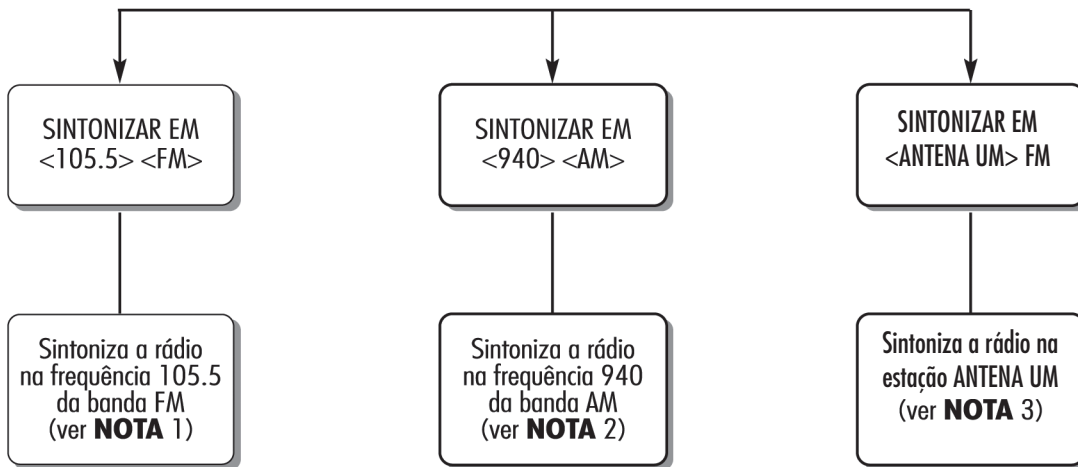 SINTONIZAR EM
<105.5> <FM>
SINTONIZAR EM
<940> <AM>
SINTONIZAR EM
<ANTENA UM> FM
Sintoniza a rádio
na frequência 105.5
da banda FM
(ver NOTA 1)
Sintoniza a rádio
na frequência 940
da banda AM
(ver NOTA 2)
Sintoniza a rádio na
estação ANTENA UM
(ver NOTA 3)